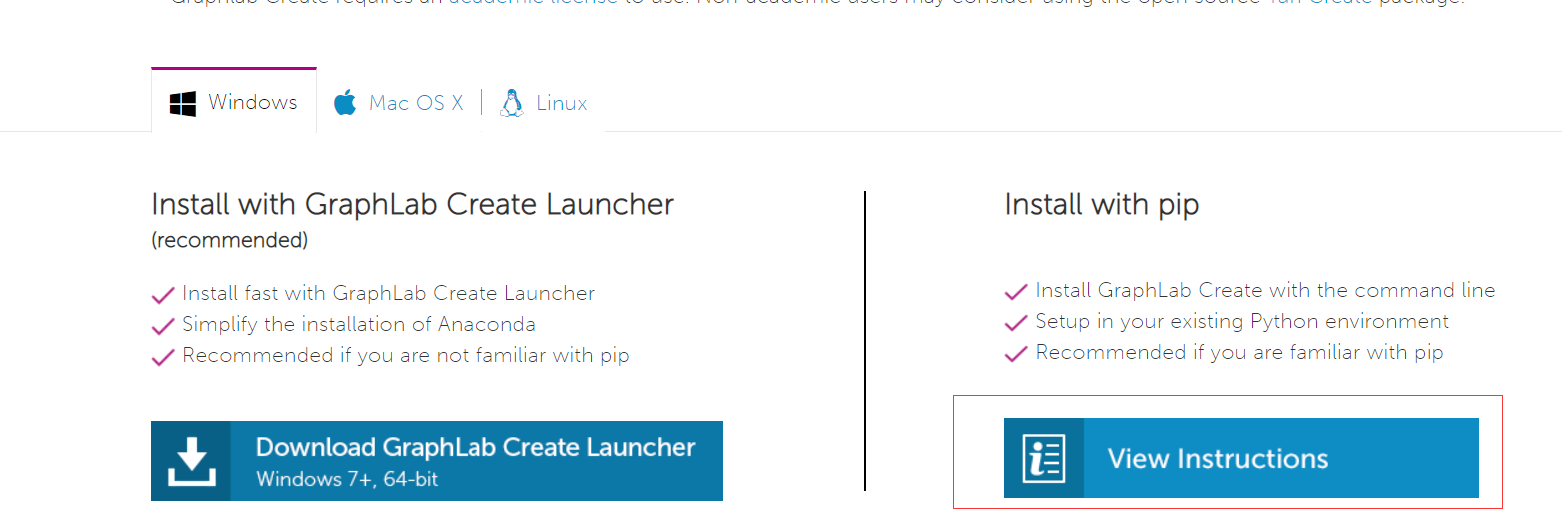 Graphlab Create requires an academic license to use. Non-academic users may consider using the open source Turi Create package.
Windows
Mac OS X
Linux
Install with GraphLab Create Launcher
(recommended)
Install fast with GraphLab Create Launcher
Simplify the installation of Anaconda
Recommended if you are not familiar with pip
Download GraphLab Create Launcher
Windows 7+, 64-bit
Install with pip
Install GraphLab Create with the command line
Setup in your existing Python environment
Recommended if you are familiar with pip
View Instructions